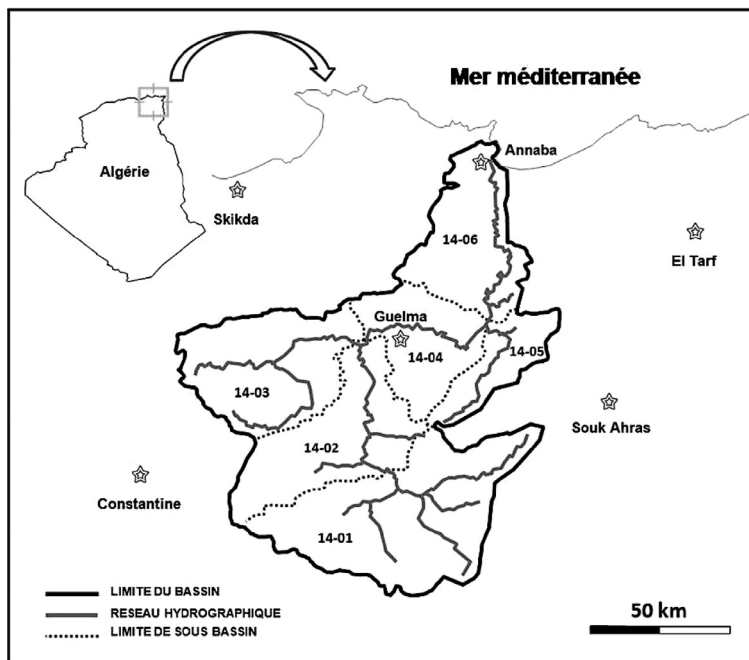 Mer méditerranée
Annaba
Algérie
Skikda
14-06
El Tarf
Guelma
14-04
14-05
14-03
Souk Ahras
14-02
Constantine
14-01
LIMITE DU BASSIN
RESEAU HYDROGRAPHIQUE
LIMITE DE SOUS BASSIN
50 km